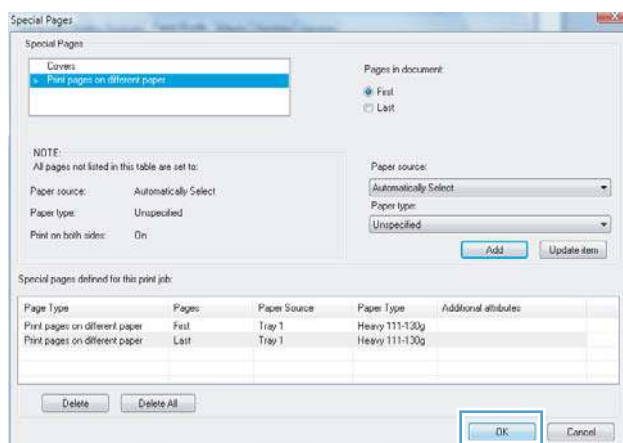 Special Pages
Special Pages
Covers
Print pages on different paper
Pages in document:
First
Last
NOTE:
All pages not listed in this table are set to:
Paper source: Automatically Select
Paper type: Unspecified
Print on both sides: On
Paper source:
Automatically Select
Paper type:
Unspecified
Add Update item
Special pages defined for this print job:
Page Type Pages Paper Source Paper Type Additional attributes
Print pages on different paper First Tray 1 Heavy 111-130g
Print pages on different paper Last Tray 1 Heavy 111-130g
Delete Delete All
OK Cancel